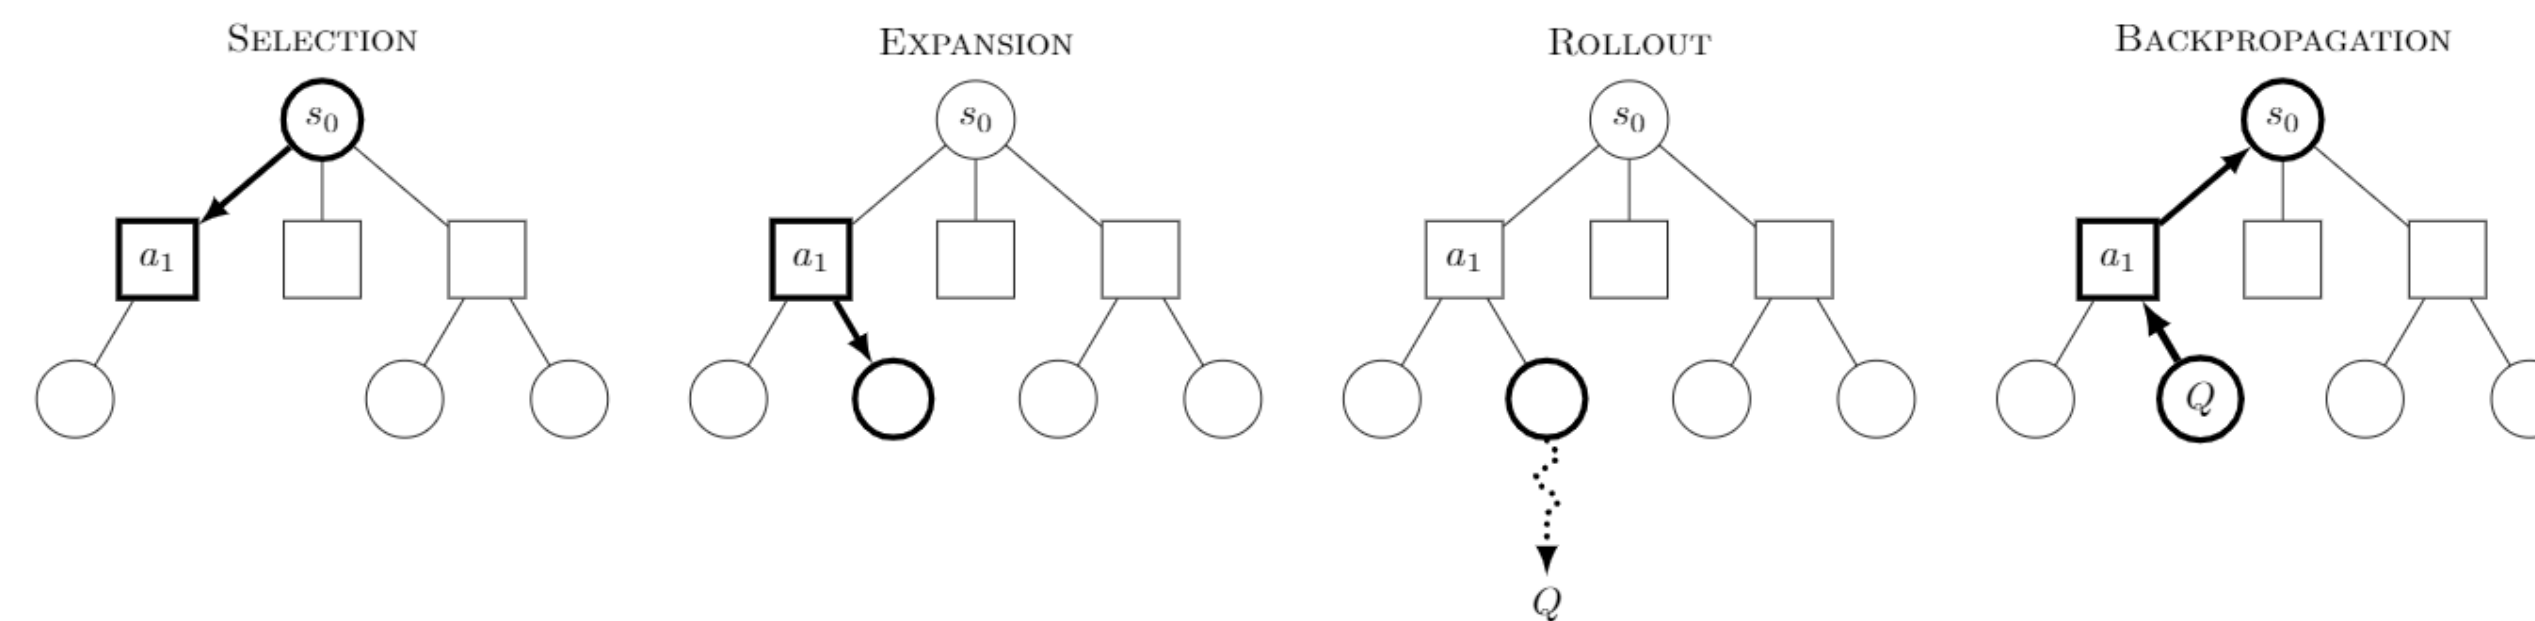 SELECTION
s0
a1
EXPANSION
s0
a1
ROLLOUT
s0
a1
Q
BACKPROPAGATION
s0
a1
Q